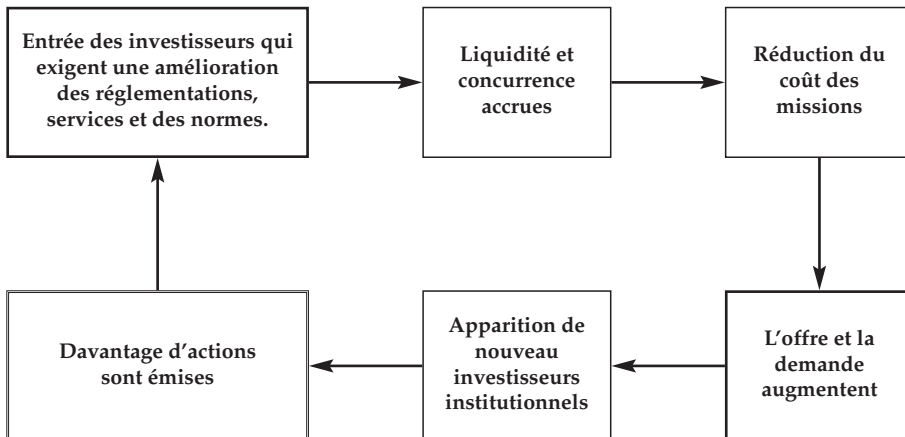 Entrée des investisseurs qui
exigent une amélioration
des réglementations,
services et des normes.
Liquidité et
concurrence
accrues
Réduction du
coût des
missions
L'offre et la
demande
augmentent
Apparition de
nouveau
investisseurs
institutionnels
Davantage d'actions
sont émises